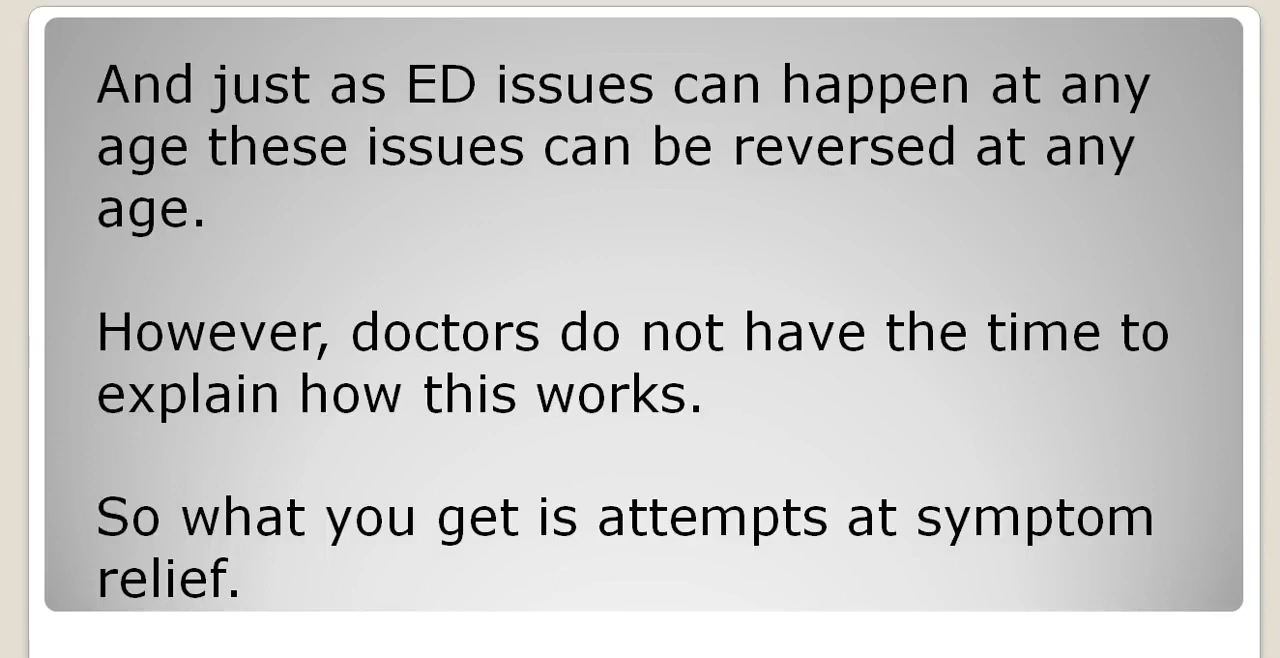 And just as ED issues can happen at any
age these issues can be reversed at any
age.
However, doctors do not have the time to
explain how this works.
So what you get is attempts at symptom
relief.